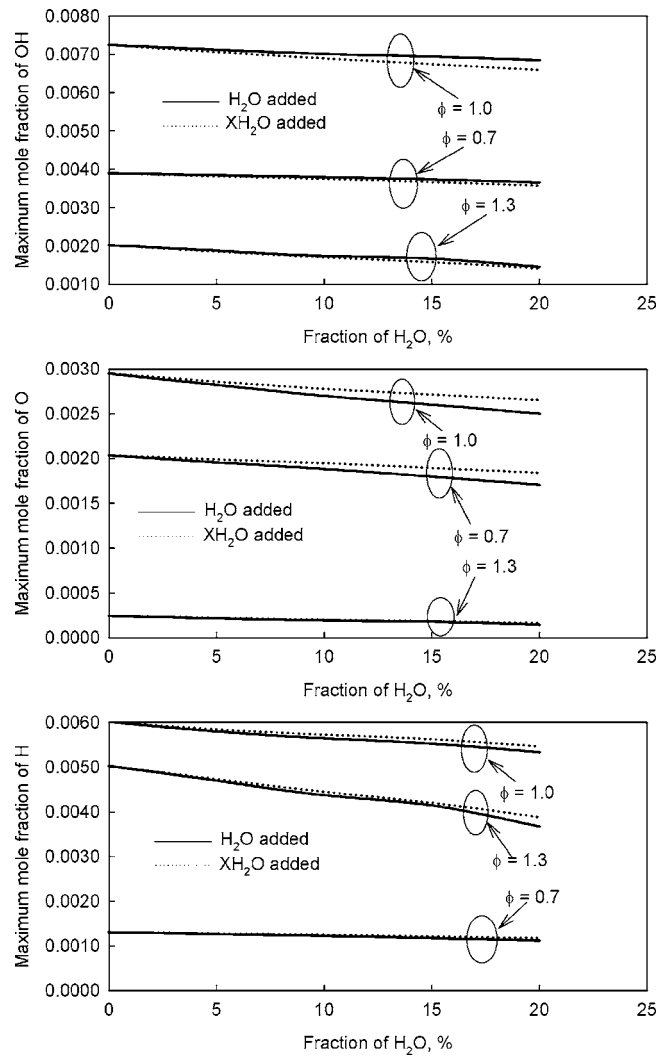 Maximum mole fraction of OH
0.0080
0.0070
0.0060
0.0050
0.0040
0.0030
0.0020
0.0010
H₂O added
XH₂O added
ϕ = 1.0
ϕ = 0.7
ϕ = 1.3
0 5 10 15 20 25
Fraction of H₂O, %
Maximum mole fraction of O
0.0030
0.0025
0.0020
0.0015
0.0010
0.0005
0.0000
ϕ = 1.0
H₂O added
XH₂O added
ϕ = 0.7
ϕ = 1.3
0 5 10 15 20 25
Fraction of H₂O, %
Maximum mole fraction of H
0.0060
0.0050
0.0040
0.0030
0.0020
0.0010
0.0000
ϕ = 1.0
H₂O added
XH₂O added
ϕ = 1.3
ϕ = 0.7
0 5 10 15 20 25
Fraction of H₂O, %